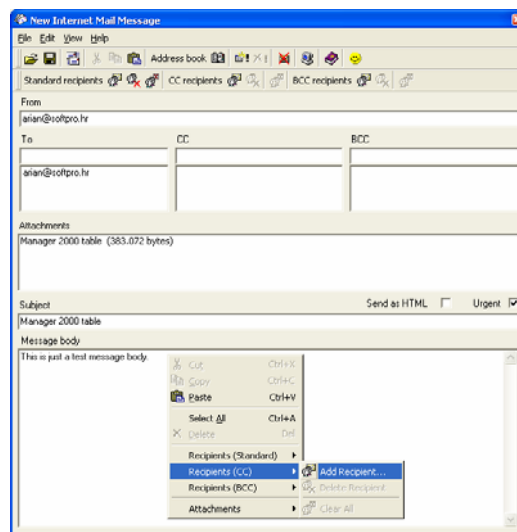 New Internet Mail Message
File Edit View Help
Address book
Standard recipients CC recipients BCC recipients
From
arian@softpro.hr
To CC BCC
arian@softpro.hr
Attachments
Manager 2000 table (383.072 bytes)
Subject Send as HTML Urgent
Manager 2000 table
Message body
This is just a test message body.
Cut Ctrl+X
Copy Ctrl+C
Paste Ctrl+V
Select All Ctrl+A
Delete Del
Recipients (Standard)
Recipients (CC) Add Recipient...
Recipients (BCC) Delete Recipient
Attachments Clear All